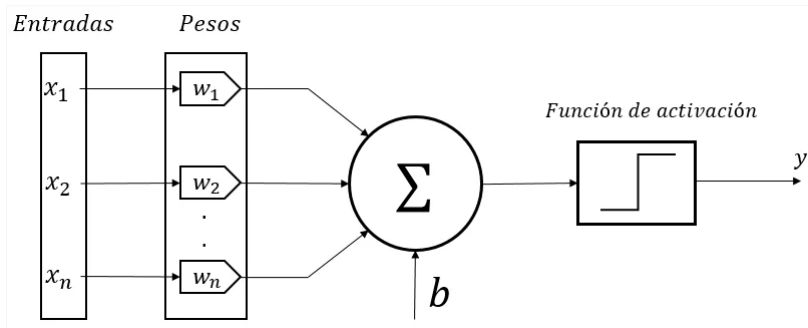 Entradas
Pesos
x₁
w₁
Función de activación
x₂
w₂
Σ
y
.
.
xₙ
wₙ
b